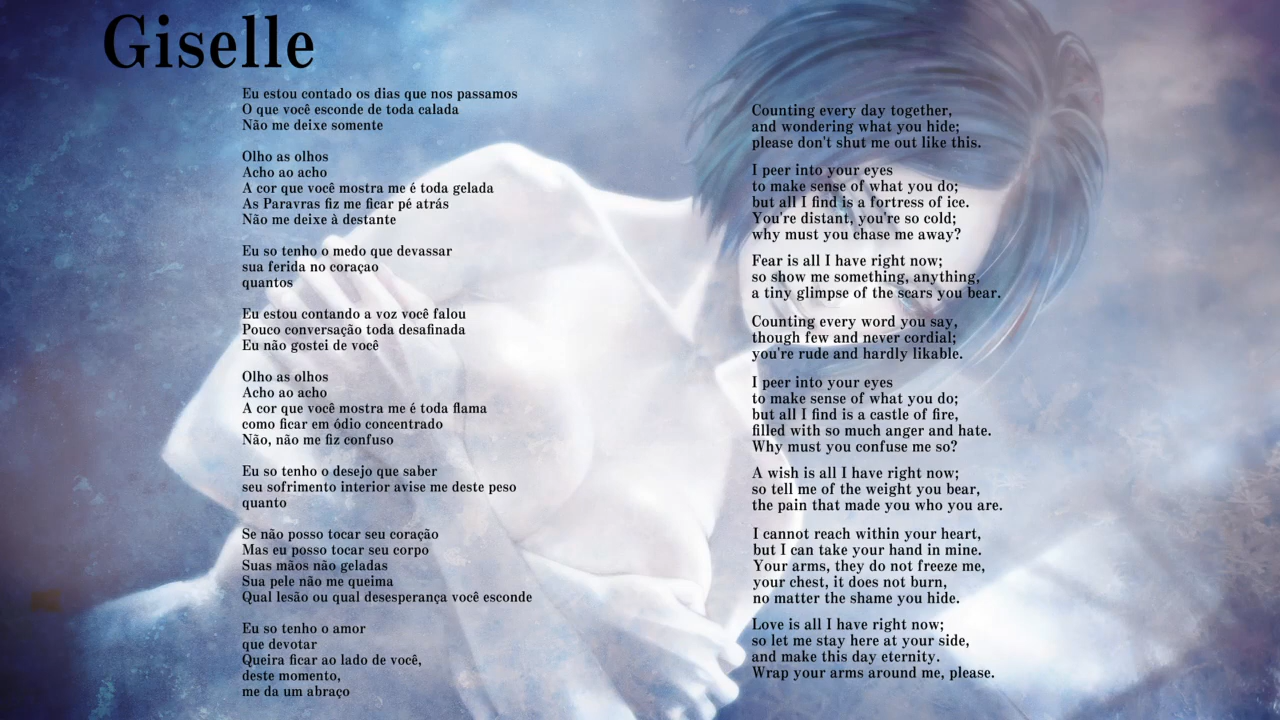 Giselle
Eu estou contado os dias que nos passamos
O que você esconde de toda calada
Não me deixe somente
Olho as olhos
Acho ao acho
A cor que você mostra me é toda gelada
As Paravras fiz me ficar pé atrás
Não me deixe à destante
Eu so tenho o medo que devassar
sua ferida no coraçao
quantos
Eu estou contando a voz você falou
Pouco conversação toda desafinada
Eu não gostei de você
Olho as olhos
Acho ao acho
A cor que você mostra me é toda flama
como ficar em ódio concentrado
Não, não me fiz confuso
Eu so tenho o desejo que saber
seu sofrimento interior avise me deste peso
quanto
Se não posso tocar seu coração
Mas eu posso tocar seu corpo
Suas mãos não geladas
Sua pele não me queima
Qual lesão ou qual desesperança você esconde
Eu so tenho o amor
que devotar
Queira ficar ao lado de você,
deste momento,
me da um abraço
Counting every day together,
and wondering what you hide;
please don't shut me out like this.
I peer into your eyes
to make sense of what you do;
but all I find is a fortress of ice.
You're distant, you're so cold;
why must you chase me away?
Fear is all I have right now;
so show me something, anything,
a tiny glimpse of the scars you bear.
Counting every word you say,
though few and never cordial;
you're rude and hardly likable.
I peer into your eyes
to make sense of what you do;
but all I find is a castle of fire,
filled with so much anger and hate.
Why must you confuse me so?
A wish is all I have right now;
so tell me of the weight you bear,
the pain that made you who you are.
I cannot reach within your heart,
but I can take your hand in mine.
Your arms, they do not freeze me,
your chest, it does not burn,
no matter the shame you hide.
Love is all I have right now;
so let me stay here at your side,
and make this day eternity.
Wrap your arms around me, please.